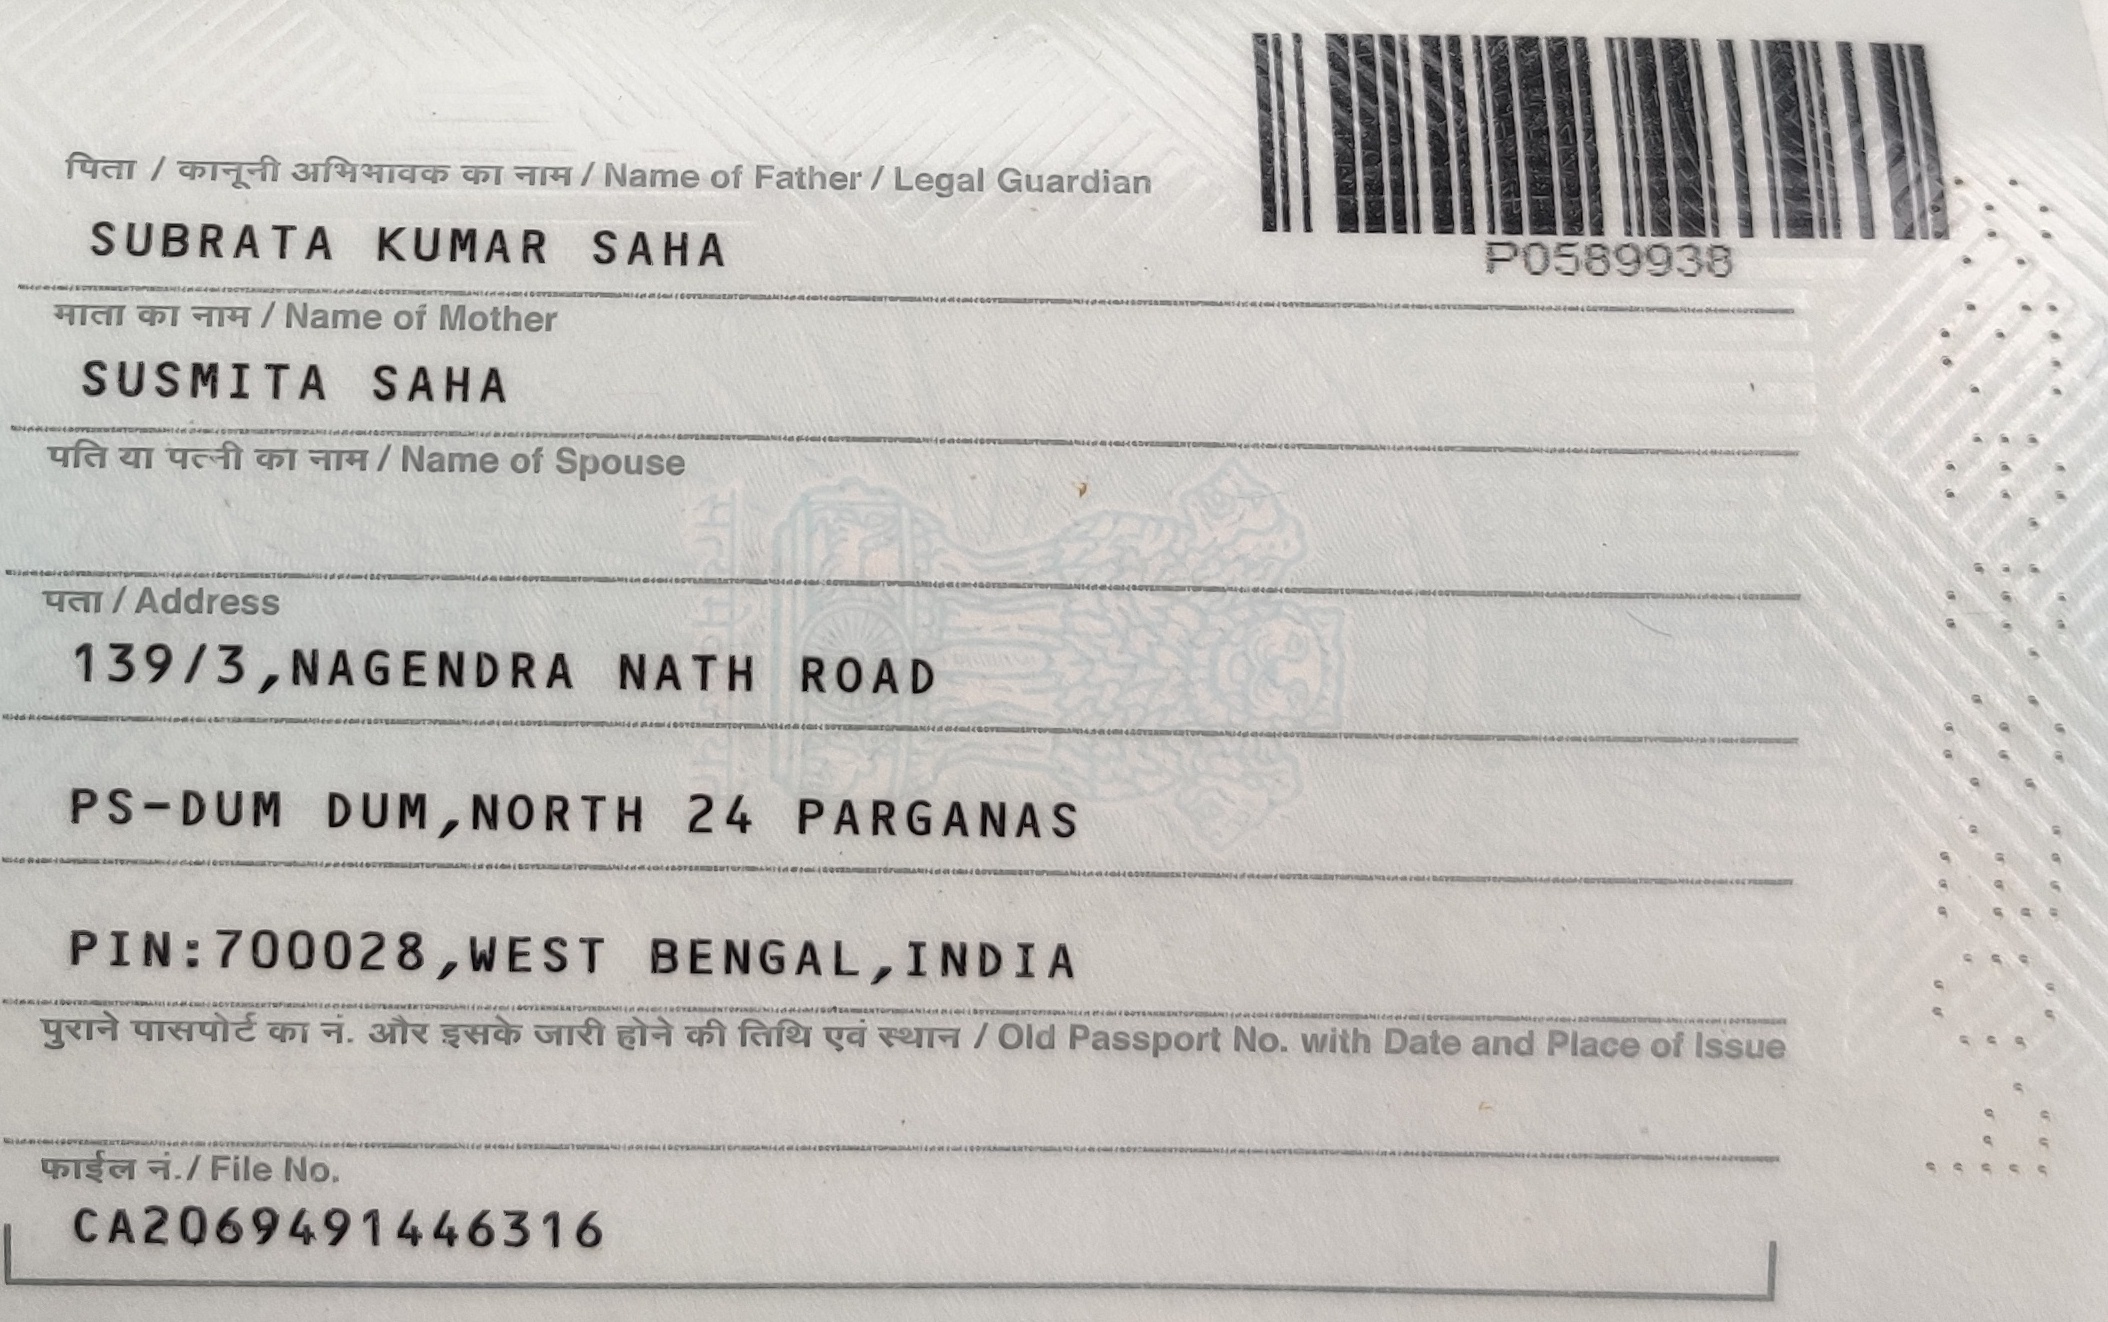 P0589938
पिता / कानूनी अभिभावक का नाम / Name of Father / Legal Guardian
SUBRATA KUMAR SAHA
माता का नाम / Name of Mother
SUSMITA SAHA
पति या पत्नी का नाम / Name of Spouse
पता / Address
139/3,NAGENDRA NATH ROAD
PS-DUM DUM,NORTH 24 PARGANAS
PIN:700028,WEST BENGAL,INDIA
पुराने पासपोर्ट का नं. और इसके जारी होने की तिथि एवं स्थान / Old Passport No. with Date and Place of Issue
फाईल नं./ File No.
CA2069491446316